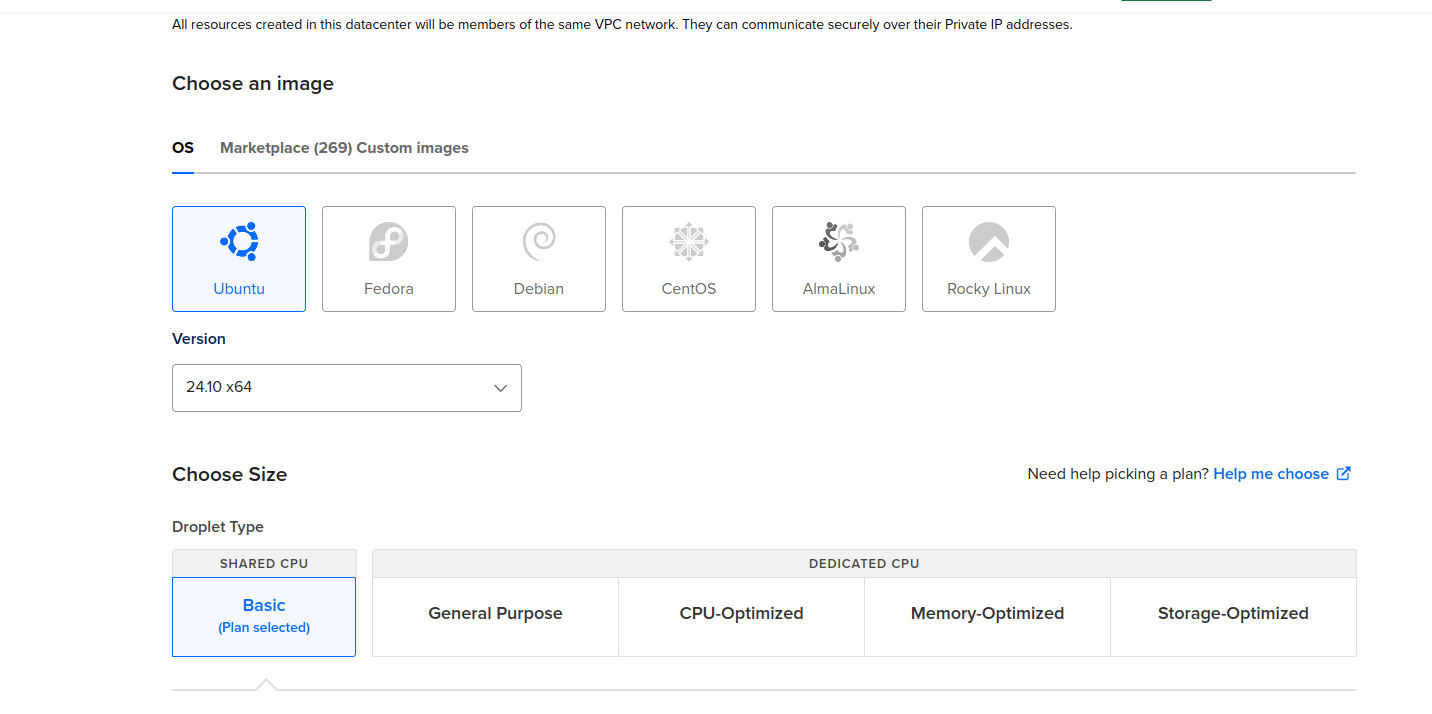 All resources created in this datacenter will be members of the same VPC network. They can communicate securely over their Private IP addresses.
Choose an image
OS Marketplace (269) Custom images
Ubuntu Fedora Debian CentOS AlmaLinux Rocky Linux
Version
24.10 x64
Choose Size Need help picking a plan? Help me choose
Droplet Type
SHARED CPU DEDICATED CPU
Basic General Purpose CPU-Optimized Memory-Optimized Storage-Optimized
(Plan selected)